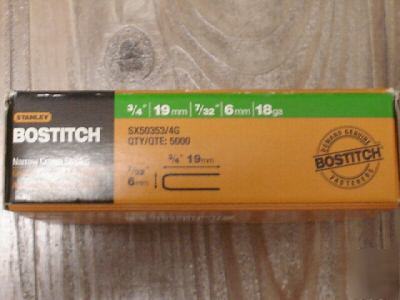 3/4" 19mm 7/32" 6mm 18ga
STANLEY
BOSTITCH
Narrow Crown Staples
SX50353/4G
QTY/QTE: 5000
3/4" 19mm
7/32"
6mm
DEMAND GENUINE
BOSTITCH
FASTENERS